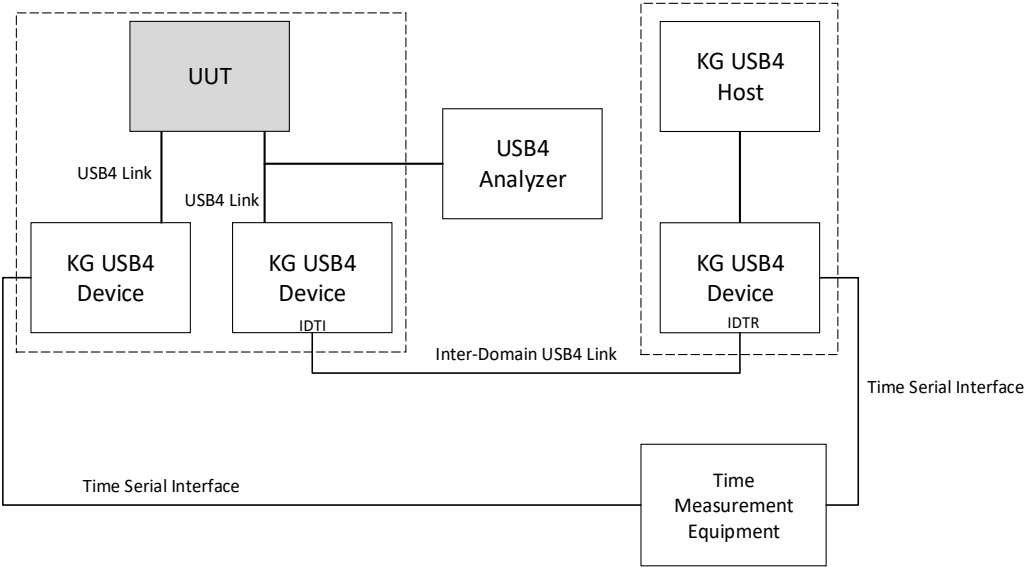 UUT
KG USB4
Host
USB4
Analyzer
USB4 Link
USB4 Link
KG USB4
Device
KG USB4
Device
IDTI
KG USB4
Device
IDTR
Inter-Domain USB4 Link
Time Serial Interface
Time Serial Interface
Time
Measurement
Equipment